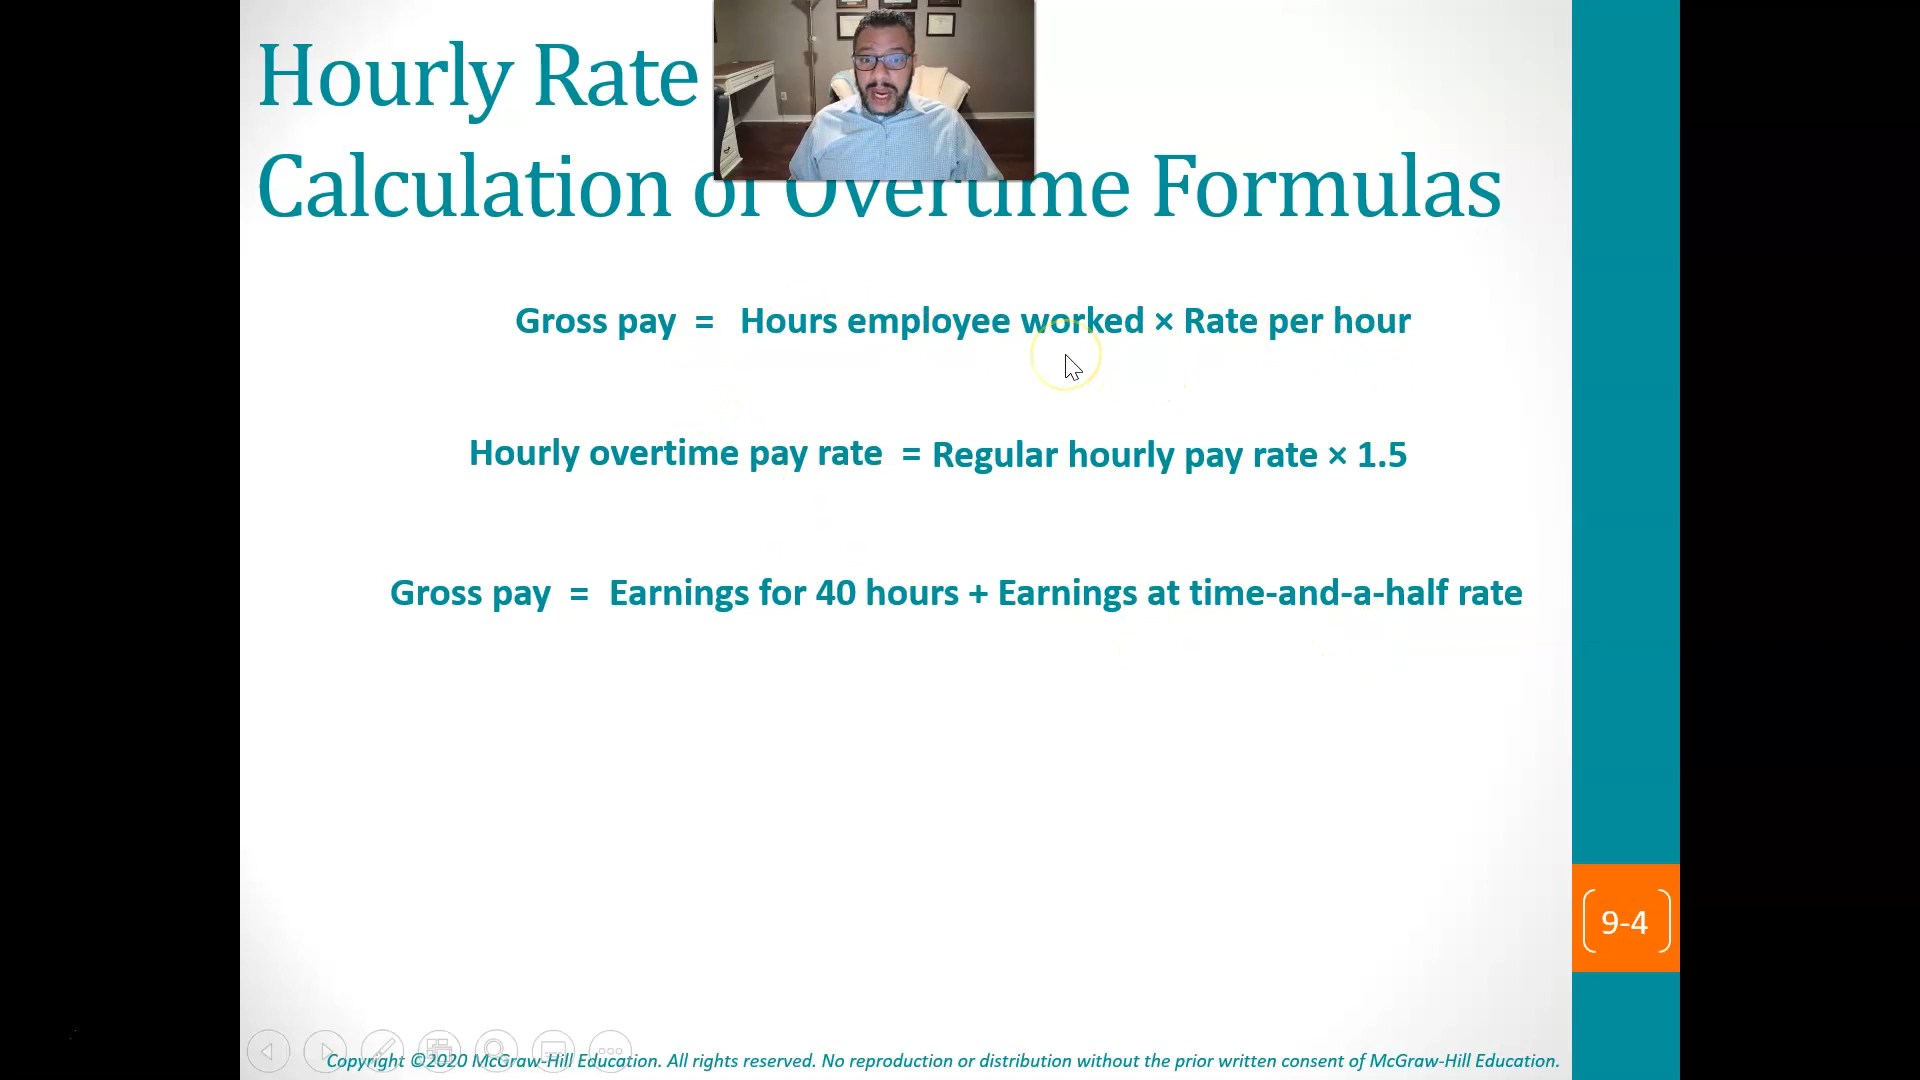 Hourly Rate
Calculation of Overtime Formulas
Gross pay = Hours employee worked × Rate per hour
Hourly overtime pay rate = Regular hourly pay rate × 1.5
Gross pay = Earnings for 40 hours + Earnings at time-and-a-half rate
9-4
Copyright ©2020 McGraw-Hill Education. All rights reserved. No reproduction or distribution without the prior written consent of McGraw-Hill Education.